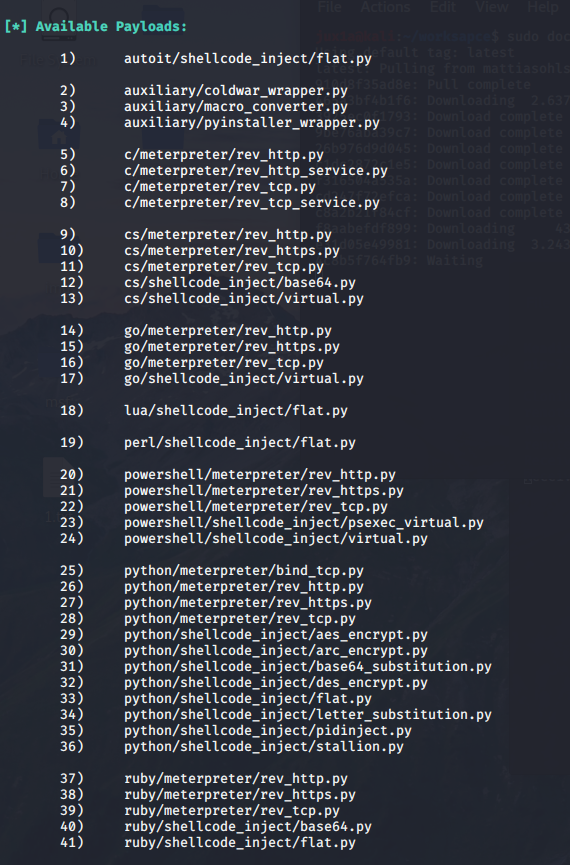 File Actions Edit View Help
[*] Available Payloads:
1) autoit/shellcode_inject/flat.py
2) auxiliary/coldwar_wrapper.py
3) auxiliary/macro_converter.py
4) auxiliary/pyinstaller_wrapper.py
5) c/meterpreter/rev_http.py
6) c/meterpreter/rev_http_service.py
7) c/meterpreter/rev_tcp.py
8) c/meterpreter/rev_tcp_service.py
9) cs/meterpreter/rev_http.py
10) cs/meterpreter/rev_https.py
11) cs/meterpreter/rev_tcp.py
12) cs/shellcode_inject/base64.py
13) cs/shellcode_inject/virtual.py
14) go/meterpreter/rev_http.py
15) go/meterpreter/rev_https.py
16) go/meterpreter/rev_tcp.py
17) go/shellcode_inject/virtual.py
18) lua/shellcode_inject/flat.py
19) perl/shellcode_inject/flat.py
20) powershell/meterpreter/rev_http.py
21) powershell/meterpreter/rev_https.py
22) powershell/meterpreter/rev_tcp.py
23) powershell/shellcode_inject/psexec_virtual.py
24) powershell/shellcode_inject/virtual.py
25) python/meterpreter/bind_tcp.py
26) python/meterpreter/rev_http.py
27) python/meterpreter/rev_https.py
28) python/meterpreter/rev_tcp.py
29) python/shellcode_inject/aes_encrypt.py
30) python/shellcode_inject/arc_encrypt.py
31) python/shellcode_inject/base64_substitution.py
32) python/shellcode_inject/des_encrypt.py
33) python/shellcode_inject/flat.py
34) python/shellcode_inject/letter_substitution.py
35) python/shellcode_inject/pidinject.py
36) python/shellcode_inject/stallion.py
37) ruby/meterpreter/rev_http.py
38) ruby/meterpreter/rev_https.py
39) ruby/meterpreter/rev_tcp.py
40) ruby/shellcode_inject/base64.py
41) ruby/shellcode_inject/flat.py